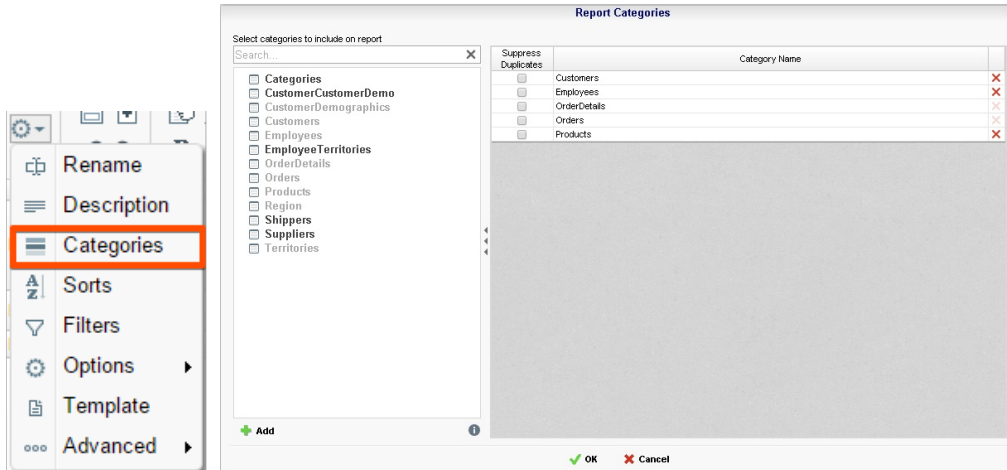 Rename
Description
Categories
Sorts
Filters
Options
Template
Advanced
Report Categories
Select categories to include on report
Search...
Categories
CustomerCustomerDemo
CustomerDemographics
Customers
Employees
EmployeeTerritories
OrderDetails
Orders
Products
Region
Shippers
Suppliers
Territories
Add
Suppress
Duplicates
Category Name
Customers
Employees
OrderDetails
Orders
Products
OK
Cancel